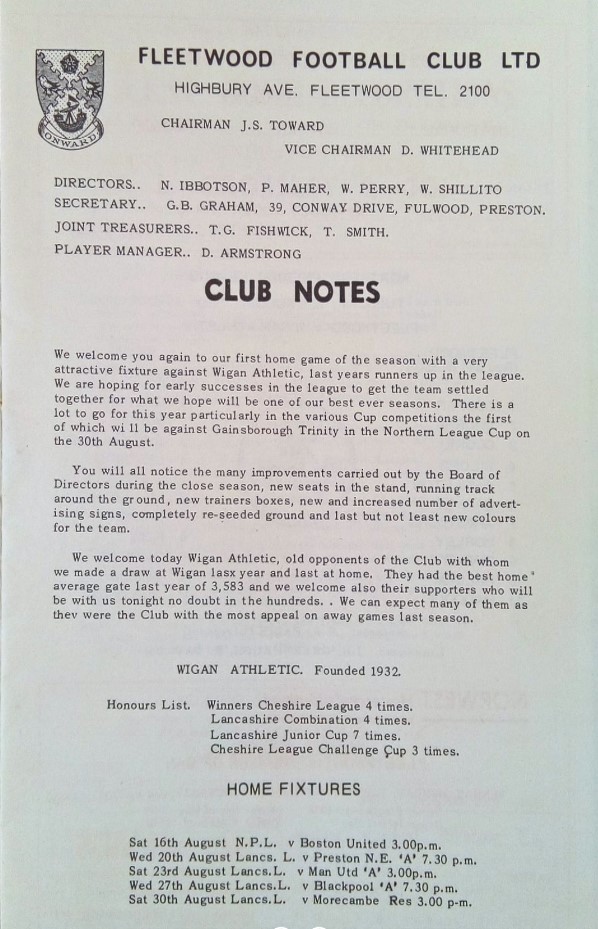 FLEETWOOD FOOTBALL CLUB LTD
HIGHBURY AVE. FLEETWOOD TEL. 2100
ONWARD
CHAIRMAN J.S. TOWARD
VICE CHAIRMAN D. WHITEHEAD
DIRECTORS.. N. IBBOTSON, P. MAHER, W. PERRY, W. SHILLITO
SECRETARY.. G.B. GRAHAM, 39, CONWAY DRIVE, FULWOOD, PRESTON.
JOINT TREASURERS.. T.G. FISHWICK, T. SMITH.
PLAYER MANAGER.. D. ARMSTRONG
CLUB NOTES
We welcome you again to our first home game of the season with a very
attractive fixture against Wigan Athletic, last years runners up in the league.
We are hoping for early successes in the league to get the team settled
together for what we hope will be one of our best ever seasons. There is a
lot to go for this year particularly in the various Cup competitions the first
of which wi ll be against Gainsborough Trinity in the Northern League Cup on
the 30th August.
You will all notice the many improvements carried out by the Board of
Directors during the close season, new seats in the stand, running track
around the ground, new trainers boxes, new and increased number of advert-
ising signs, completely re-seeded ground and last but not least new colours
for the team.
We welcome today Wigan Athletic, old opponents of the Club with whom
we made a draw at Wigan lasx year and last at home. They had the best home
average gate last year of 3,583 and we welcome also their supporters who will
be with us tonight no doubt in the hundreds. . We can expect many of them as
they were the Club with the most appeal on away games last season.
WIGAN ATHLETIC. Founded 1932.
Honours List. Winners Cheshire League 4 times.
Lancashire Combination 4 times.
Lancashire Junior Cup 7 times.
Cheshire League Challenge Cup 3 times.
HOME FIXTURES
Sat 16th August N.P.L. v Boston United 3.00p.m.
Wed 20th August Lancs. L. v Preston N.E. 'A' 7.30 p.m.
Sat 23rd August Lancs.L. v Man Utd 'A' 3.00p.m.
Wed 27th August Lancs.L. v Blackpool 'A' 7.30 p.m.
Sat 30th August Lancs.L. v Morecambe Res 3.00 p-m.